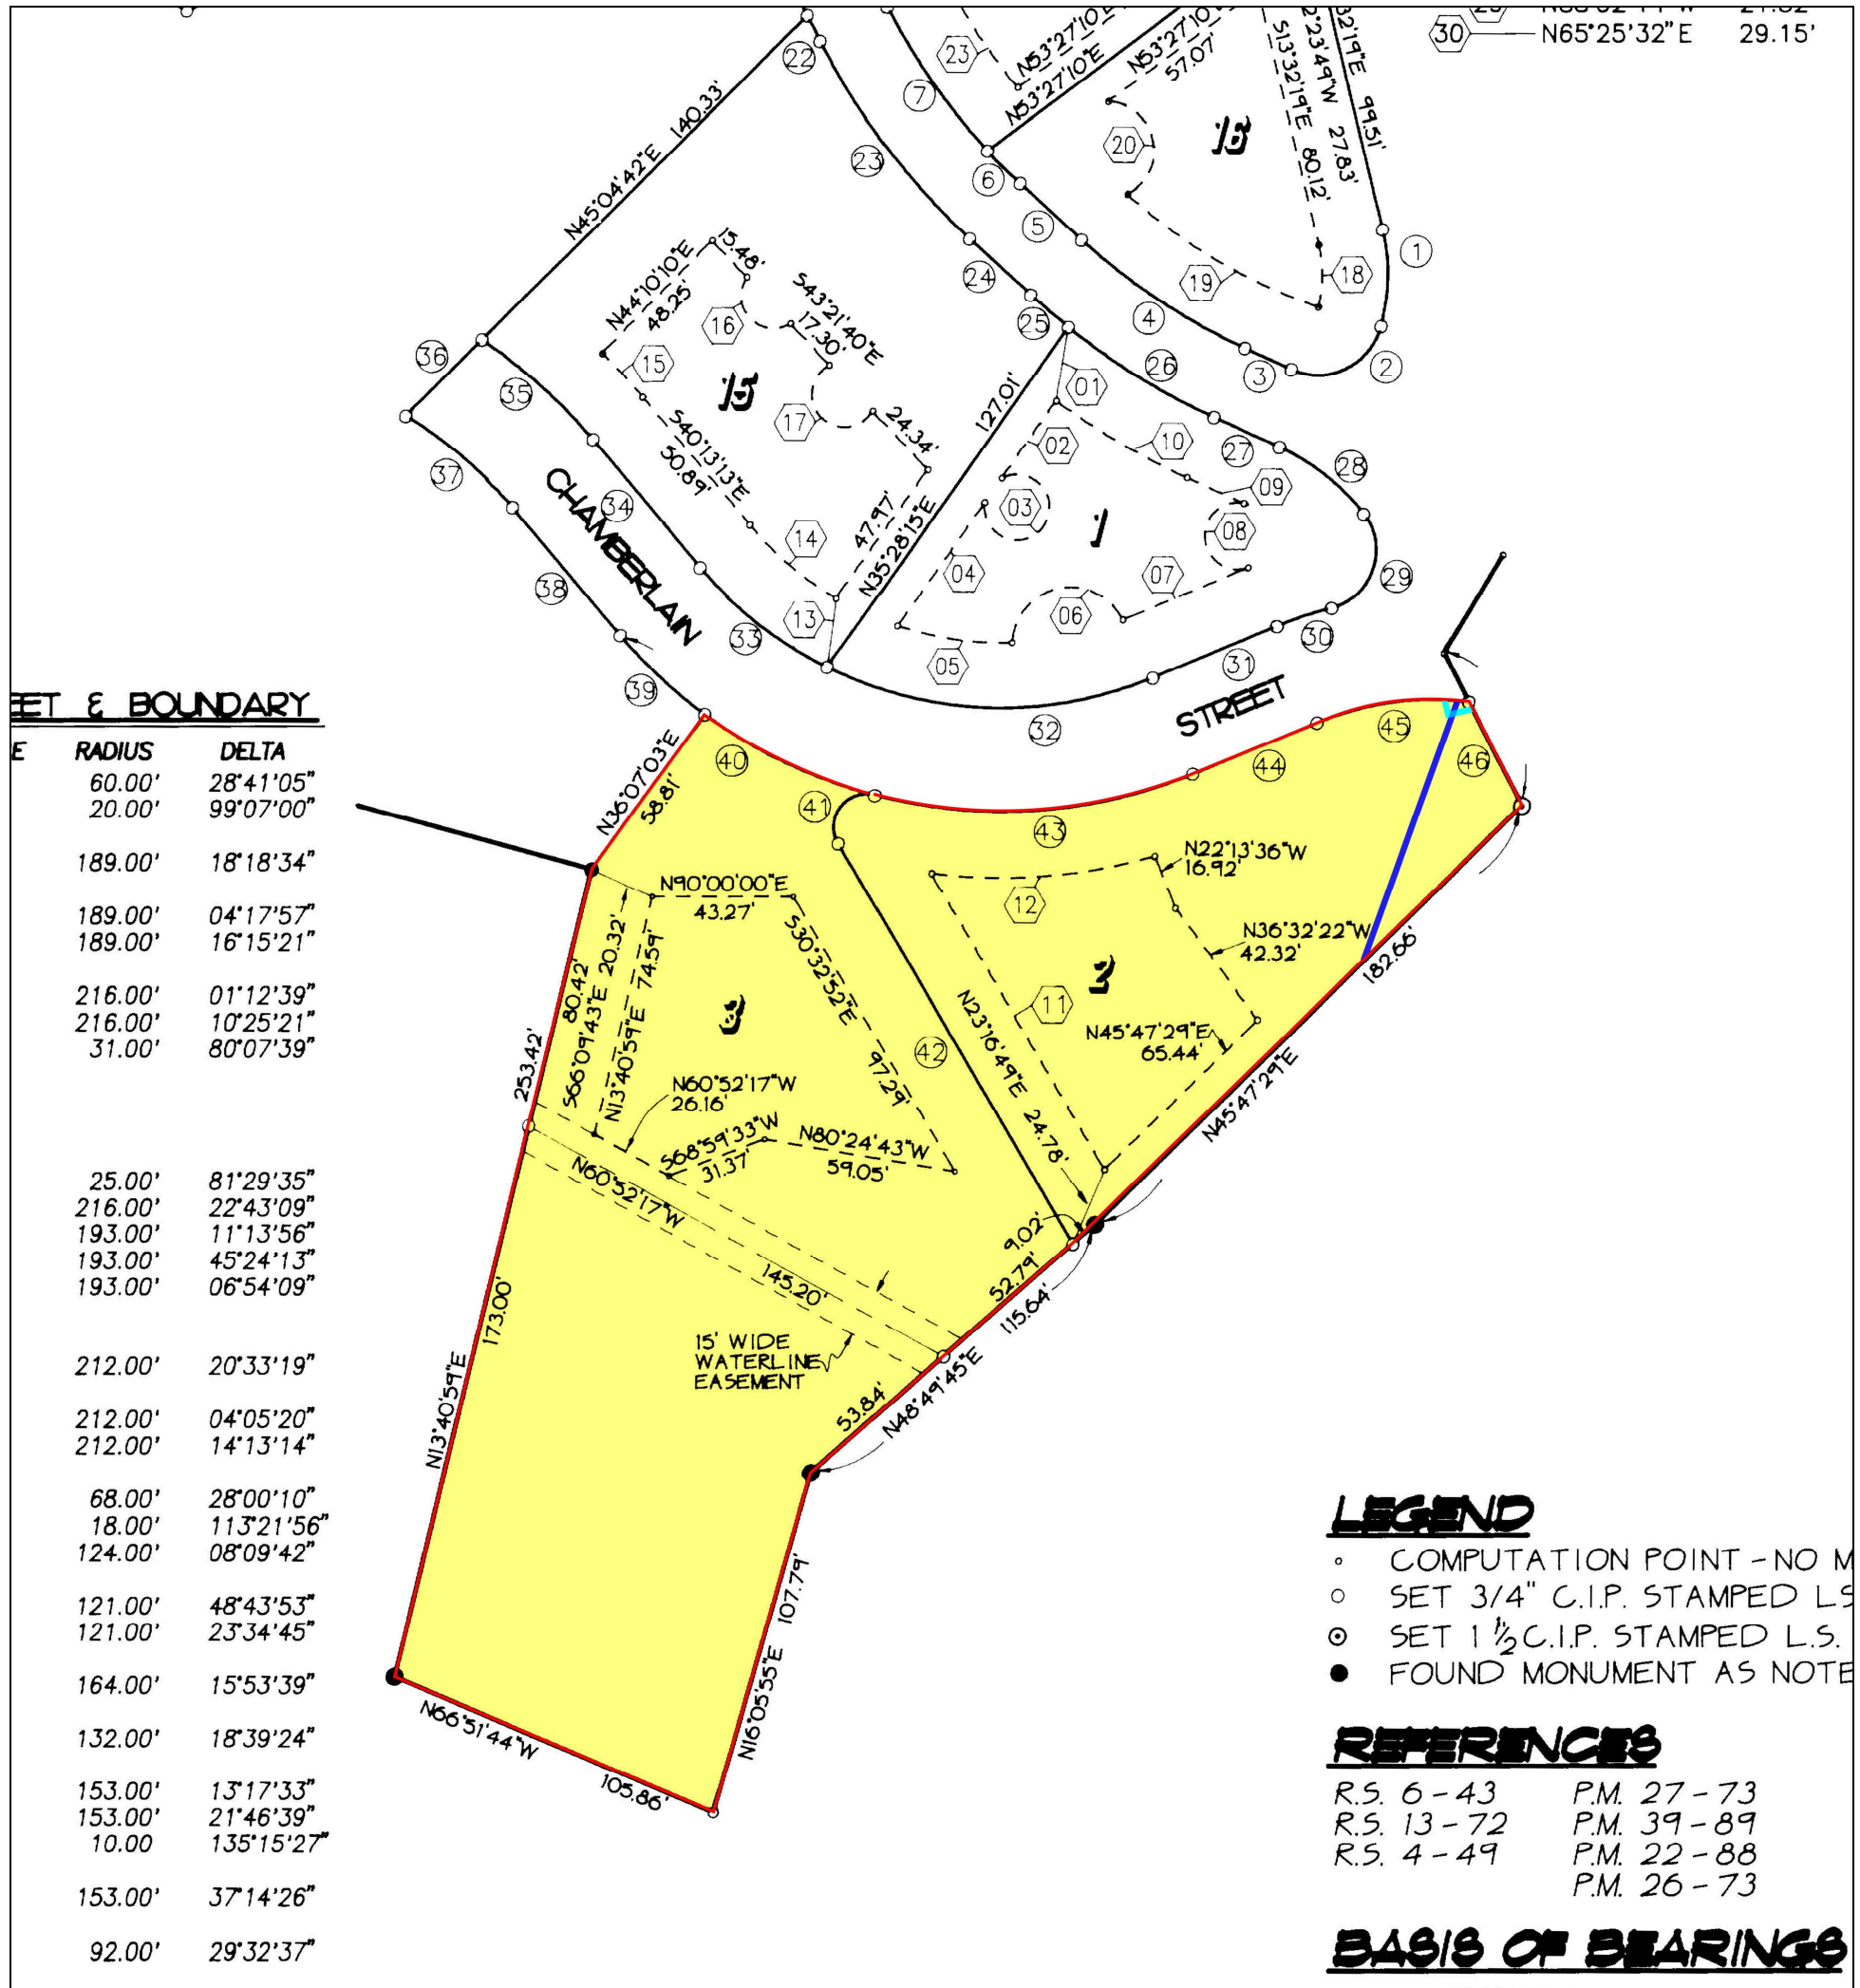 30 N65°25'32"E 29.15'
22
7
23
N53°27'10"E
N53°27'10"E
57.07'
S13°32'19"E 80.12'
27.83'
99.51'
140.33'
N45°04'42"E
23
6
20
5
18
1
24
19
15.48'
N44°10'10"E
48.25'
S43°21'40"E
17.30'
16
25
4
15
36
26
3
2
35
15
01
17
24.34'
127.01'
10
02
27
28
S40°13'13"E
50.89'
37
09
CHAMBERLAIN
34
03
1
08
14
47.97'
N35°28'15"E
04
07
29
38
13
06
33
30
05
31
39
STREET
32
45
40
44
46
EET & BOUNDARY
E RADIUS DELTA
60.00' 28°41'05"
20.00' 99°07'00"
189.00' 18°18'34"
189.00' 04°17'57"
189.00' 16°15'21"
216.00' 01°12'39"
216.00' 10°25'21"
31.00' 80°07'39"
25.00' 81°29'35"
216.00' 22°43'09"
193.00' 11°13'56"
193.00' 45°24'13"
193.00' 06°54'09"
212.00' 20°33'19"
212.00' 04°05'20"
212.00' 14°13'14"
68.00' 28°00'10"
18.00' 113°21'56"
124.00' 08°09'42"
121.00' 48°43'53"
121.00' 23°34'45"
164.00' 15°53'39"
132.00' 18°39'24"
153.00' 13°17'33"
153.00' 21°46'39"
10.00 135°15'27"
153.00' 37°14'26"
92.00' 29°32'37"
N36°07'03"E
58.81'
41
43
N22°13'36"W
16.92'
N90°00'00"E
43.27'
12
N36°32'22"W
42.32'
182.66'
80.42'
S66°09'43"E 20.32'
N13°40'59"E 74.59'
S30°32'52"E
97.29'
3
11
N23°16'49"E 24.78'
N45°47'29"E
65.44'
253.42'
42
N60°52'17"W
26.16'
S68°59'33"W
31.37'
N80°24'43"W
59.05'
N45°47'29"E
N60°52'17"W
145.20'
9.02'
52.79'
115.64'
173.00'
N13°40'59"E
15' WIDE
WATERLINE
EASEMENT
53.84'
N48°49'45"E
107.79'
N16°05'55"E
N66°51'44"W
105.86'
LEGEND
COMPUTATION POINT - NO M
SET 3/4" C.I.P. STAMPED LS
SET 1 1/2 C.I.P. STAMPED L.S.
FOUND MONUMENT AS NOTE
REFERENCES
R.S. 6 - 43 P.M. 27 - 73
R.S. 13 - 72 P.M. 39 - 89
R.S. 4 - 49 P.M. 22 - 88
P.M. 26 - 73
BASIS OF BEARINGS